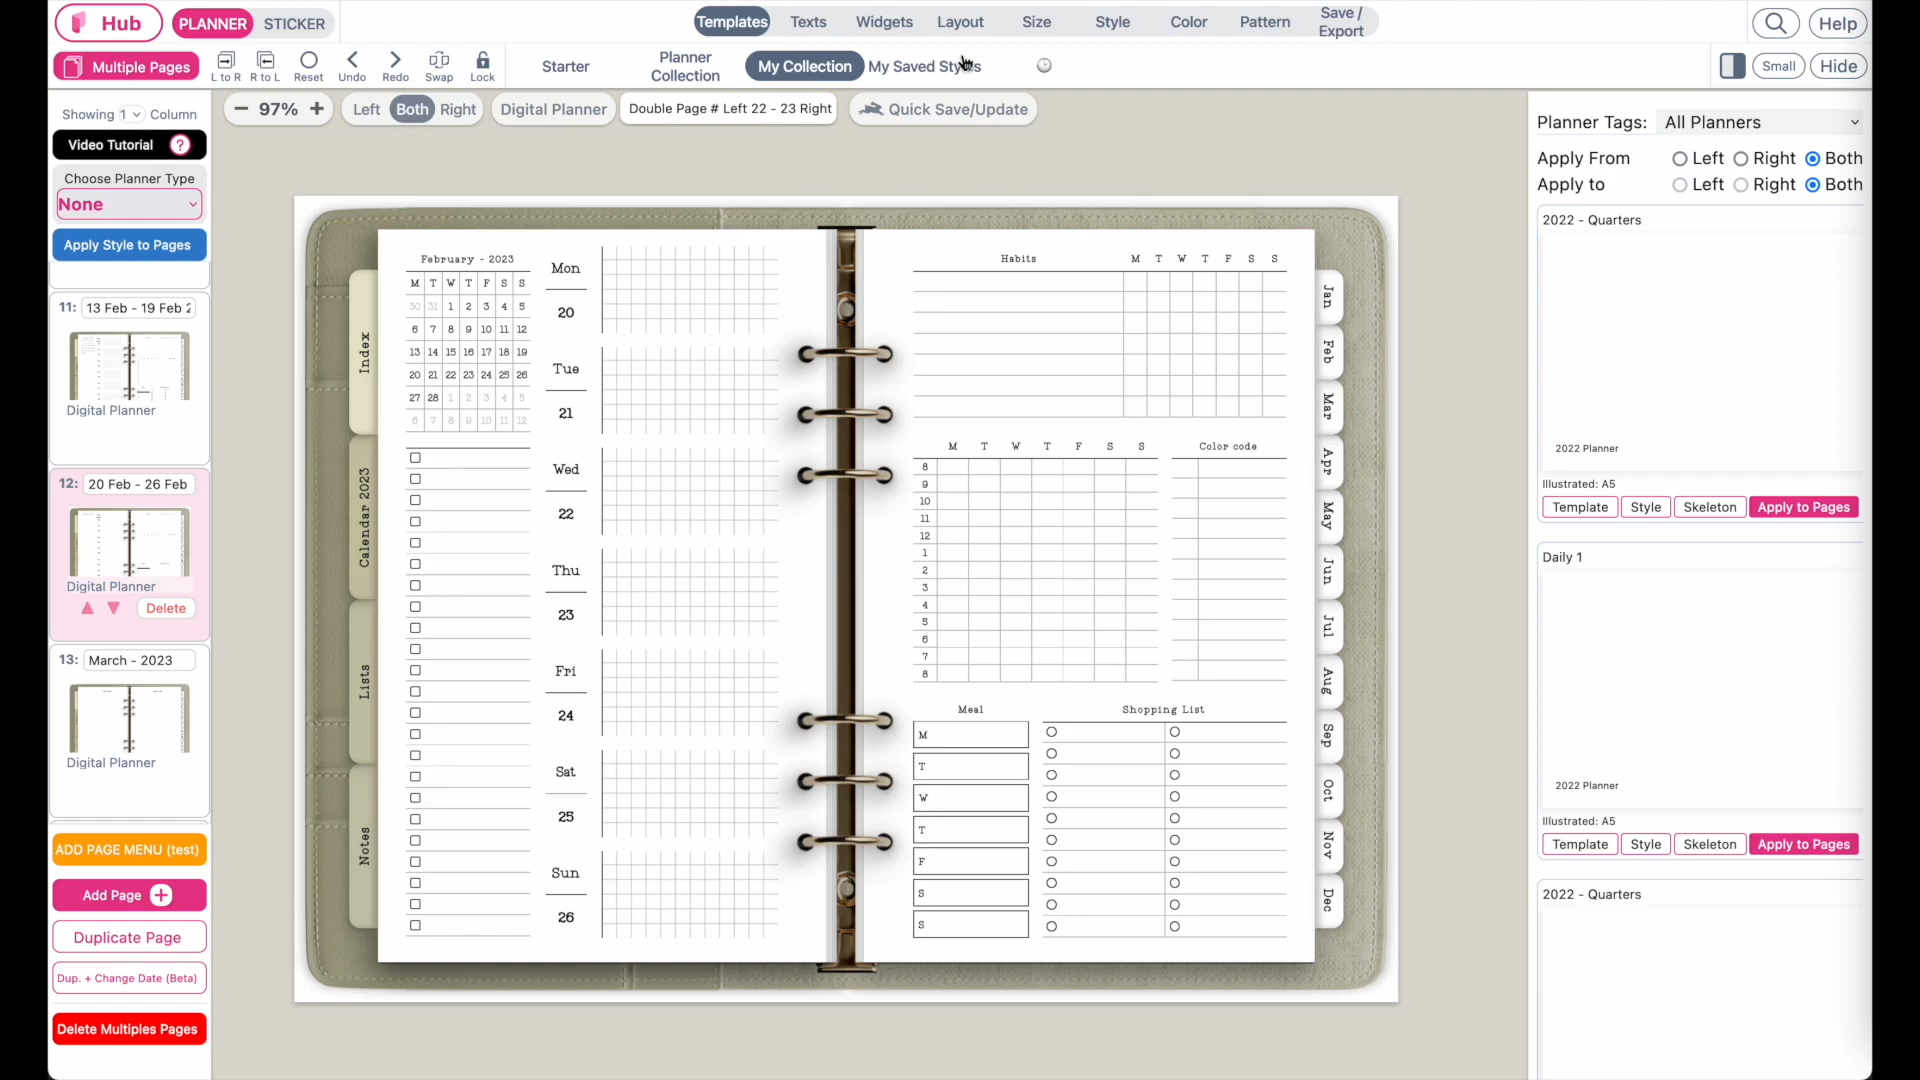 Hub PLANNER STICKER
Templates Texts Widgets Layout Size Style Color Pattern Save / Export
Help
Multiple Pages L to R R to L Reset Undo Redo Swap Lock
Starter Planner Collection My Collection My Saved Styles
Small Hide
Showing 1 Column
Video Tutorial ?
Choose Planner Type
None
Apply Style to Pages
11: 13 Feb - 19 Feb 2
Digital Planner
12: 20 Feb - 26 Feb
Digital Planner
Delete
13: March - 2023
Digital Planner
ADD PAGE MENU (test)
Add Page
Duplicate Page
Dup. + Change Date (Beta)
Delete Multiples Pages
97% Left Both Right Digital Planner Double Page # Left 22 - 23 Right Quick Save/Update
Index
Calendar 2023
Lists
Notes
February - 2023
M T W T F S S
30 31 1 2 3 4 5
6 7 8 9 10 11 12
13 14 15 16 17 18 19
20 21 22 23 24 25 26
27 28 1 2 3 4 5
6 7 8 9 10 11 12
Mon
20
Tue
21
Wed
22
Thu
23
Fri
24
Sat
25
Sun
26
Habits M T W T F S S
M T W T F S S
8
9
10
11
12
1
2
3
4
5
6
7
8
Color code
Meal
M
T
W
T
F
S
S
Shopping List
Jan
Feb
Mar
Apr
May
Jun
Jul
Aug
Sep
Oct
Nov
Dec
Planner Tags: All Planners
Apply From Left Right Both
Apply to Left Right Both
2022 - Quarters
2022 Planner
Illustrated: A5
Template Style Skeleton Apply to Pages
Daily 1
2022 Planner
Illustrated: A5
Template Style Skeleton Apply to Pages
2022 - Quarters